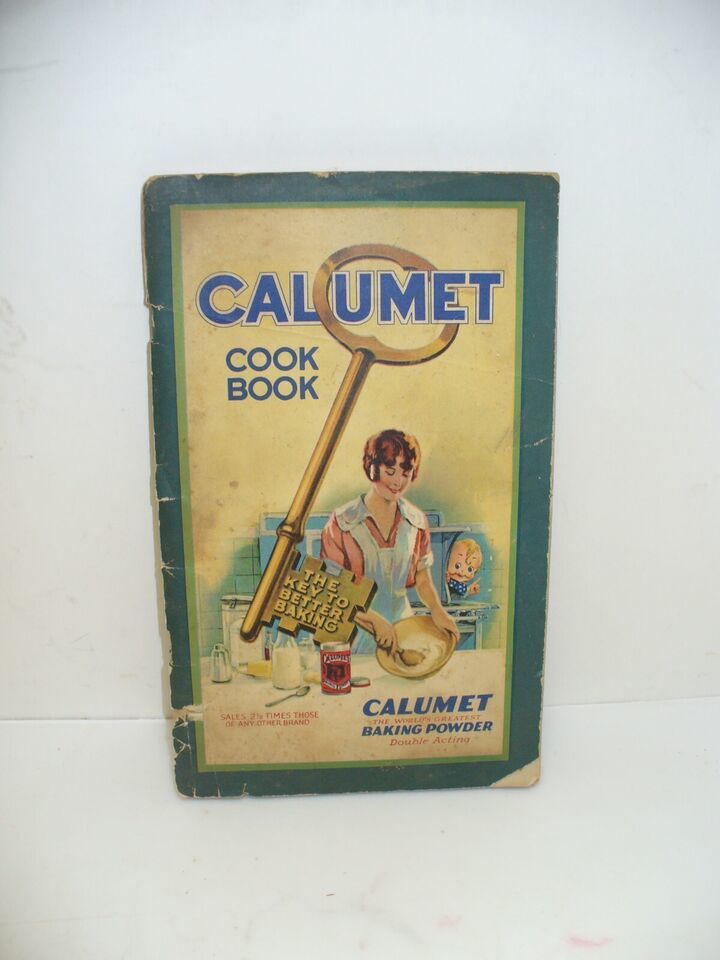 CALUMET
COOK
BOOK
THE
KEY TO
BETTER
BAKING
CALUMET
SALES 2½ TIMES THOSE
OF ANY OTHER BRAND
CALUMET
THE WORLD'S GREATEST
BAKING POWDER
Double Acting